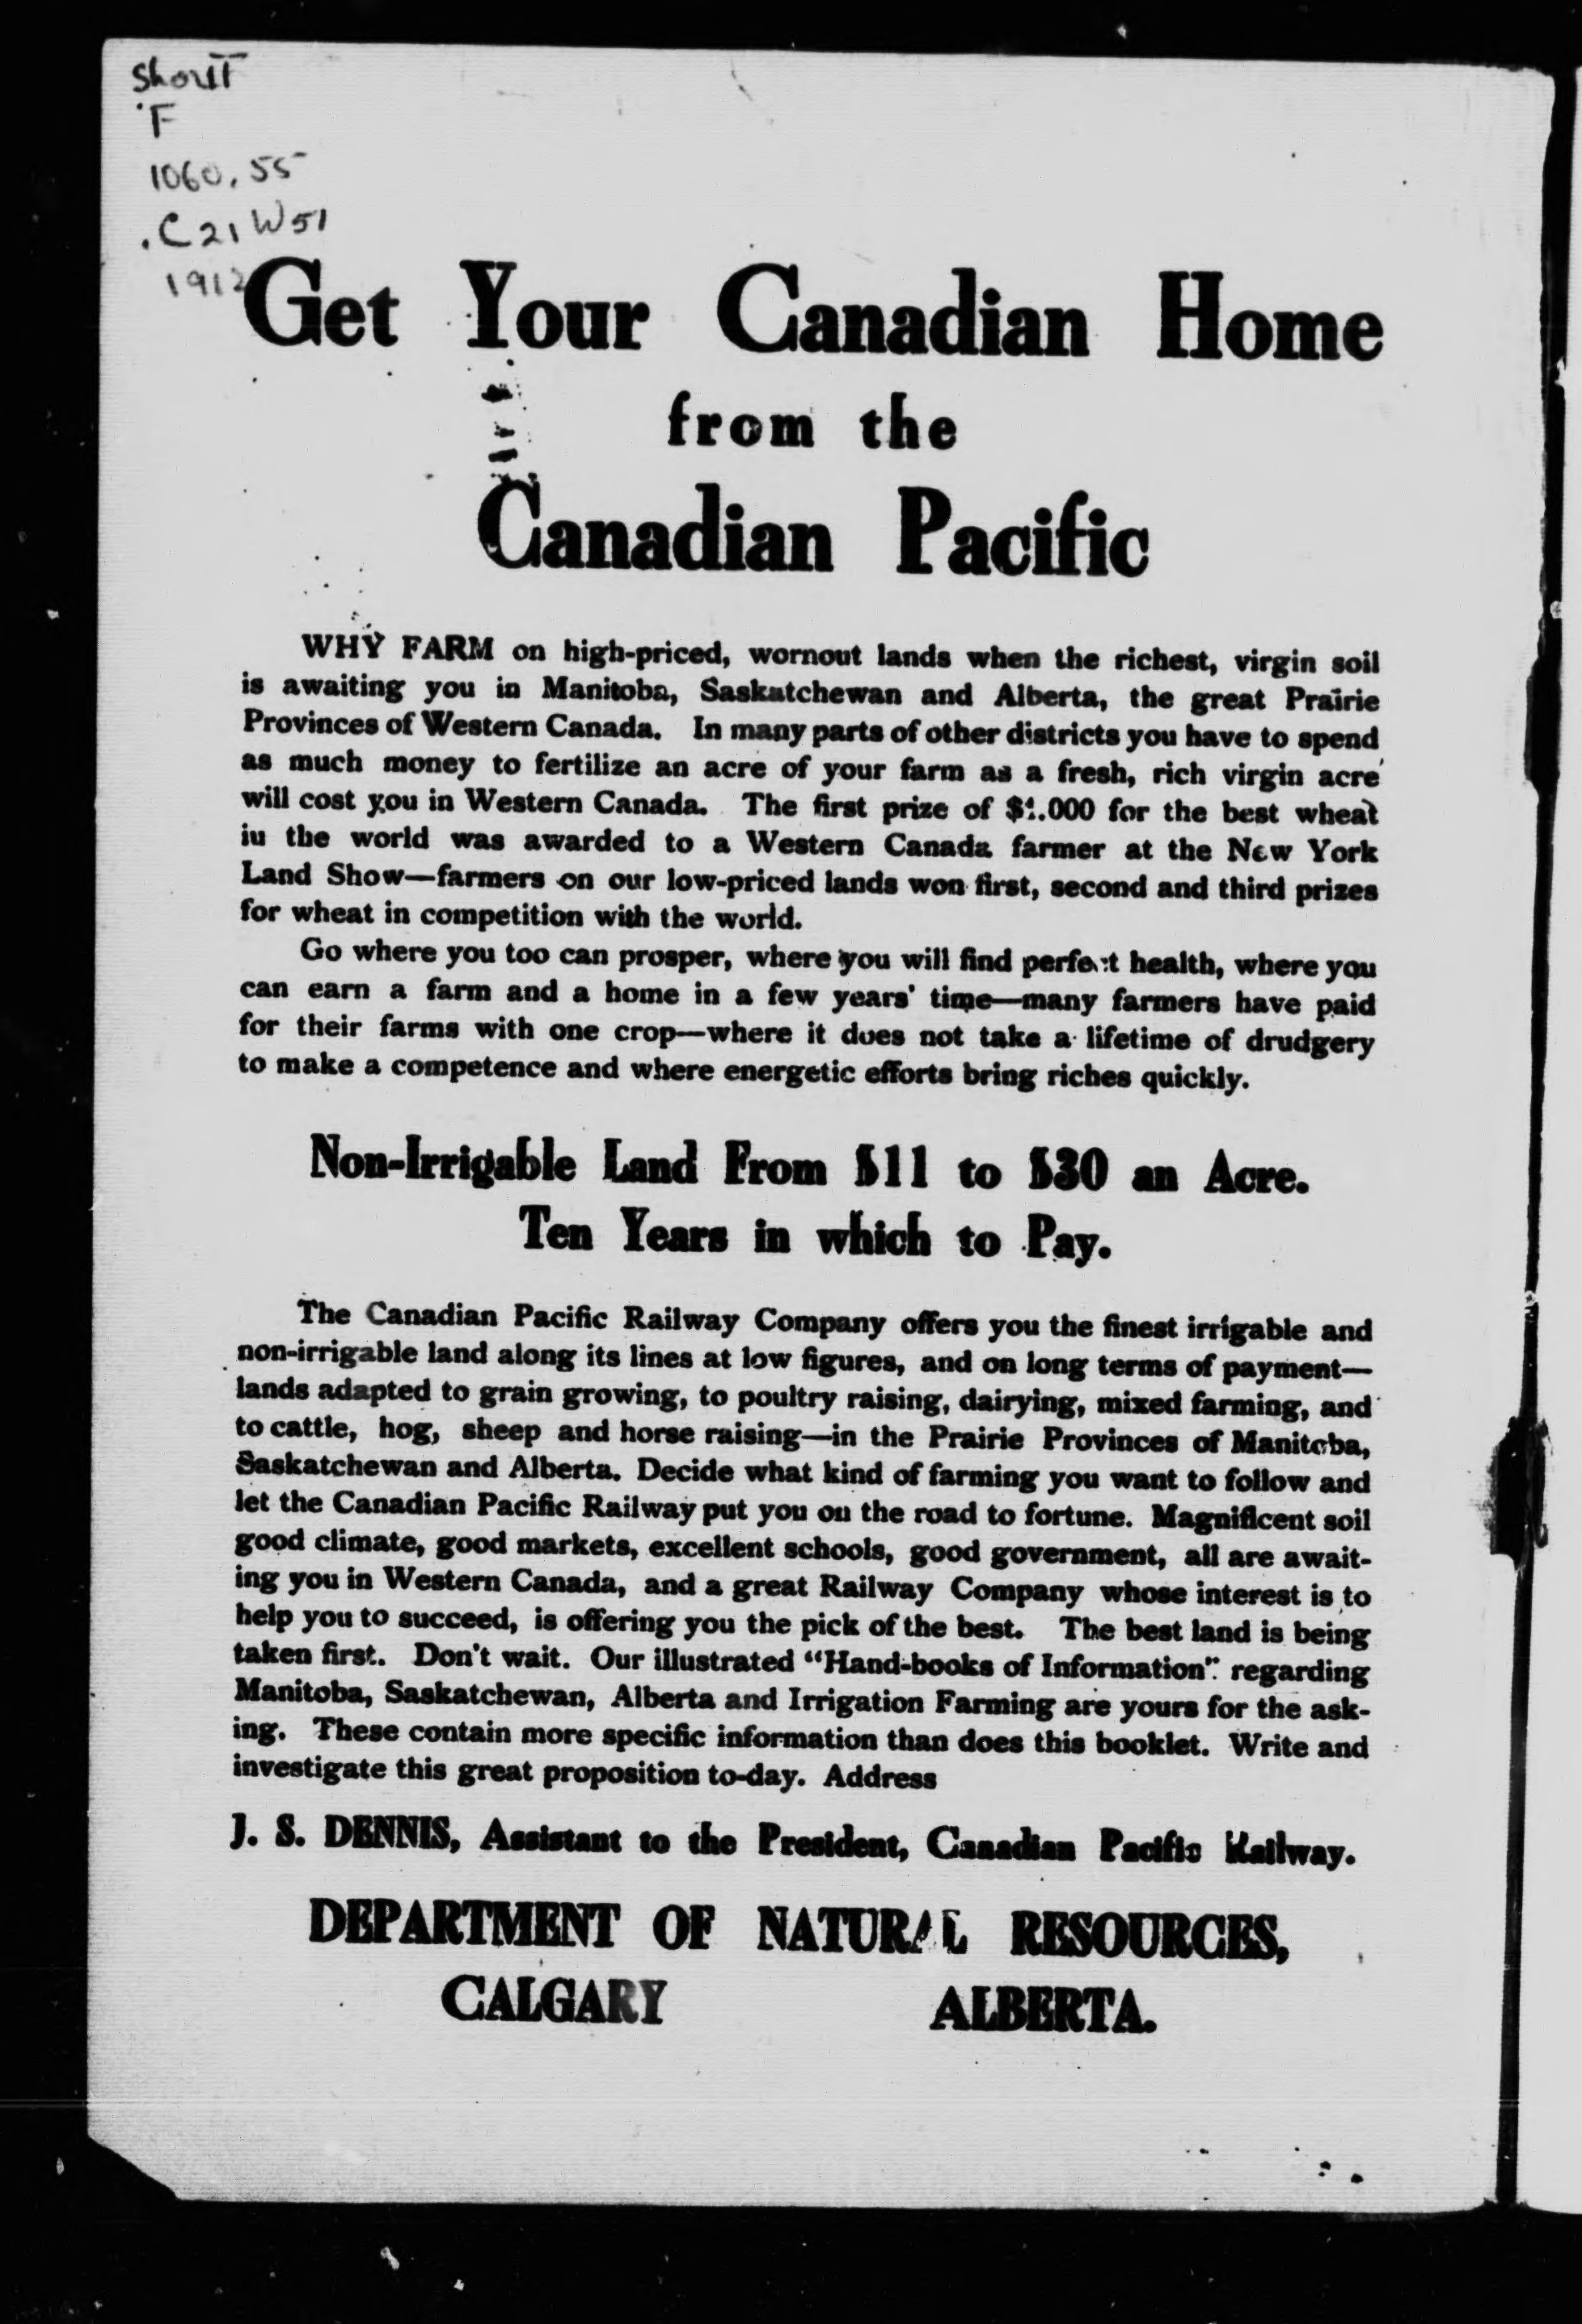 Shortt
F
1060.55
.C21W51
1912
Get Your Canadian Home
from the
Canadian Pacific
WHY FARM on high-priced, wornout lands when the richest, virgin soil
is awaiting you in Manitoba, Saskatchewan and Alberta, the great Prairie
Provinces of Western Canada. In many parts of other districts you have to spend
as much money to fertilize an acre of your farm as a fresh, rich virgin acre
will cost you in Western Canada. The first prize of $1.000 for the best wheat
in the world was awarded to a Western Canada farmer at the New York
Land Show—farmers on our low-priced lands won first, second and third prizes
for wheat in competition with the world.
Go where you too can prosper, where you will find perfect health, where you
can earn a farm and a home in a few years' time—many farmers have paid
for their farms with one crop—where it does not take a lifetime of drudgery
to make a competence and where energetic efforts bring riches quickly.
Non-Irrigable Land From $11 to $30 an Acre.
Ten Years in which to Pay.
The Canadian Pacific Railway Company offers you the finest irrigable and
non-irrigable land along its lines at low figures, and on long terms of payment—
lands adapted to grain growing, to poultry raising, dairying, mixed farming, and
to cattle, hog, sheep and horse raising—in the Prairie Provinces of Manitoba,
Saskatchewan and Alberta. Decide what kind of farming you want to follow and
let the Canadian Pacific Railway put you on the road to fortune. Magnificent soil
good climate, good markets, excellent schools, good government, all are await-
ing you in Western Canada, and a great Railway Company whose interest is to
help you to succeed, is offering you the pick of the best. The best land is being
taken first. Don't wait. Our illustrated "Hand-books of Information" regarding
Manitoba, Saskatchewan, Alberta and Irrigation Farming are yours for the ask-
ing. These contain more specific information than does this booklet. Write and
investigate this great proposition to-day. Address
J. S. DENNIS, Assistant to the President, Canadian Pacific Railway.
DEPARTMENT OF NATURAL RESOURCES,
CALGARY ALBERTA.